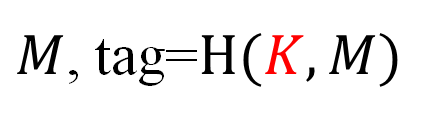 M, tag=H(K, M)